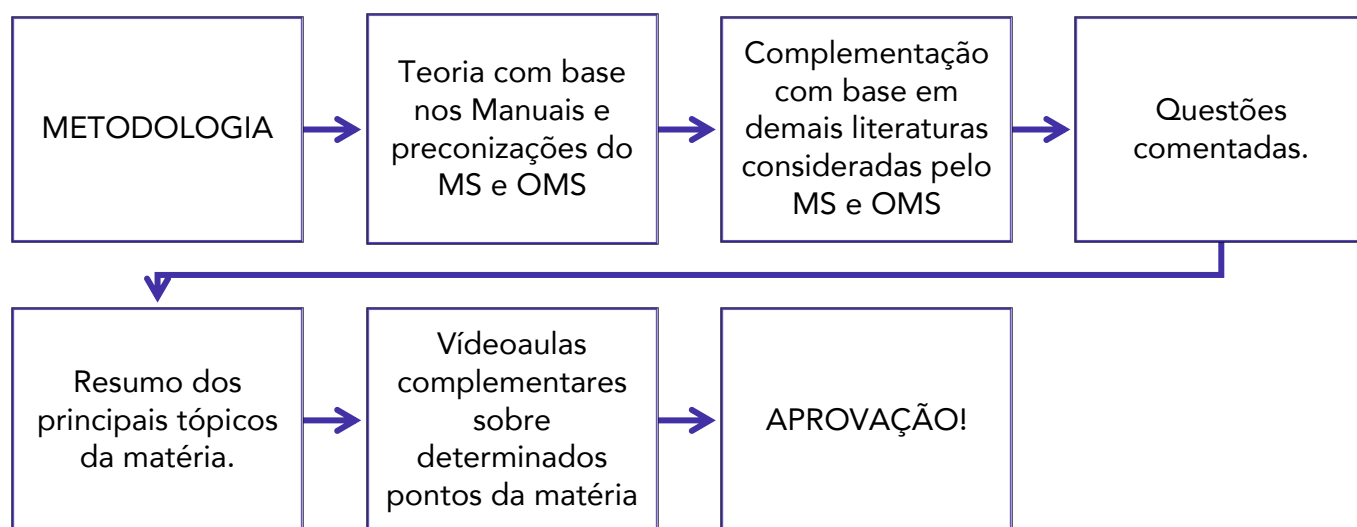 METODOLOGIA
Teoria com base
nos Manuais e
preconizações do
MS e OMS
Complementação
com base em
demais literaturas
consideradas pelo
MS e OMS
Questões
comentadas.
Resumo dos
principais tópicos
da matéria.
Vídeoaulas
complementares
sobre
determinados
pontos da matéria
APROVAÇÃO!